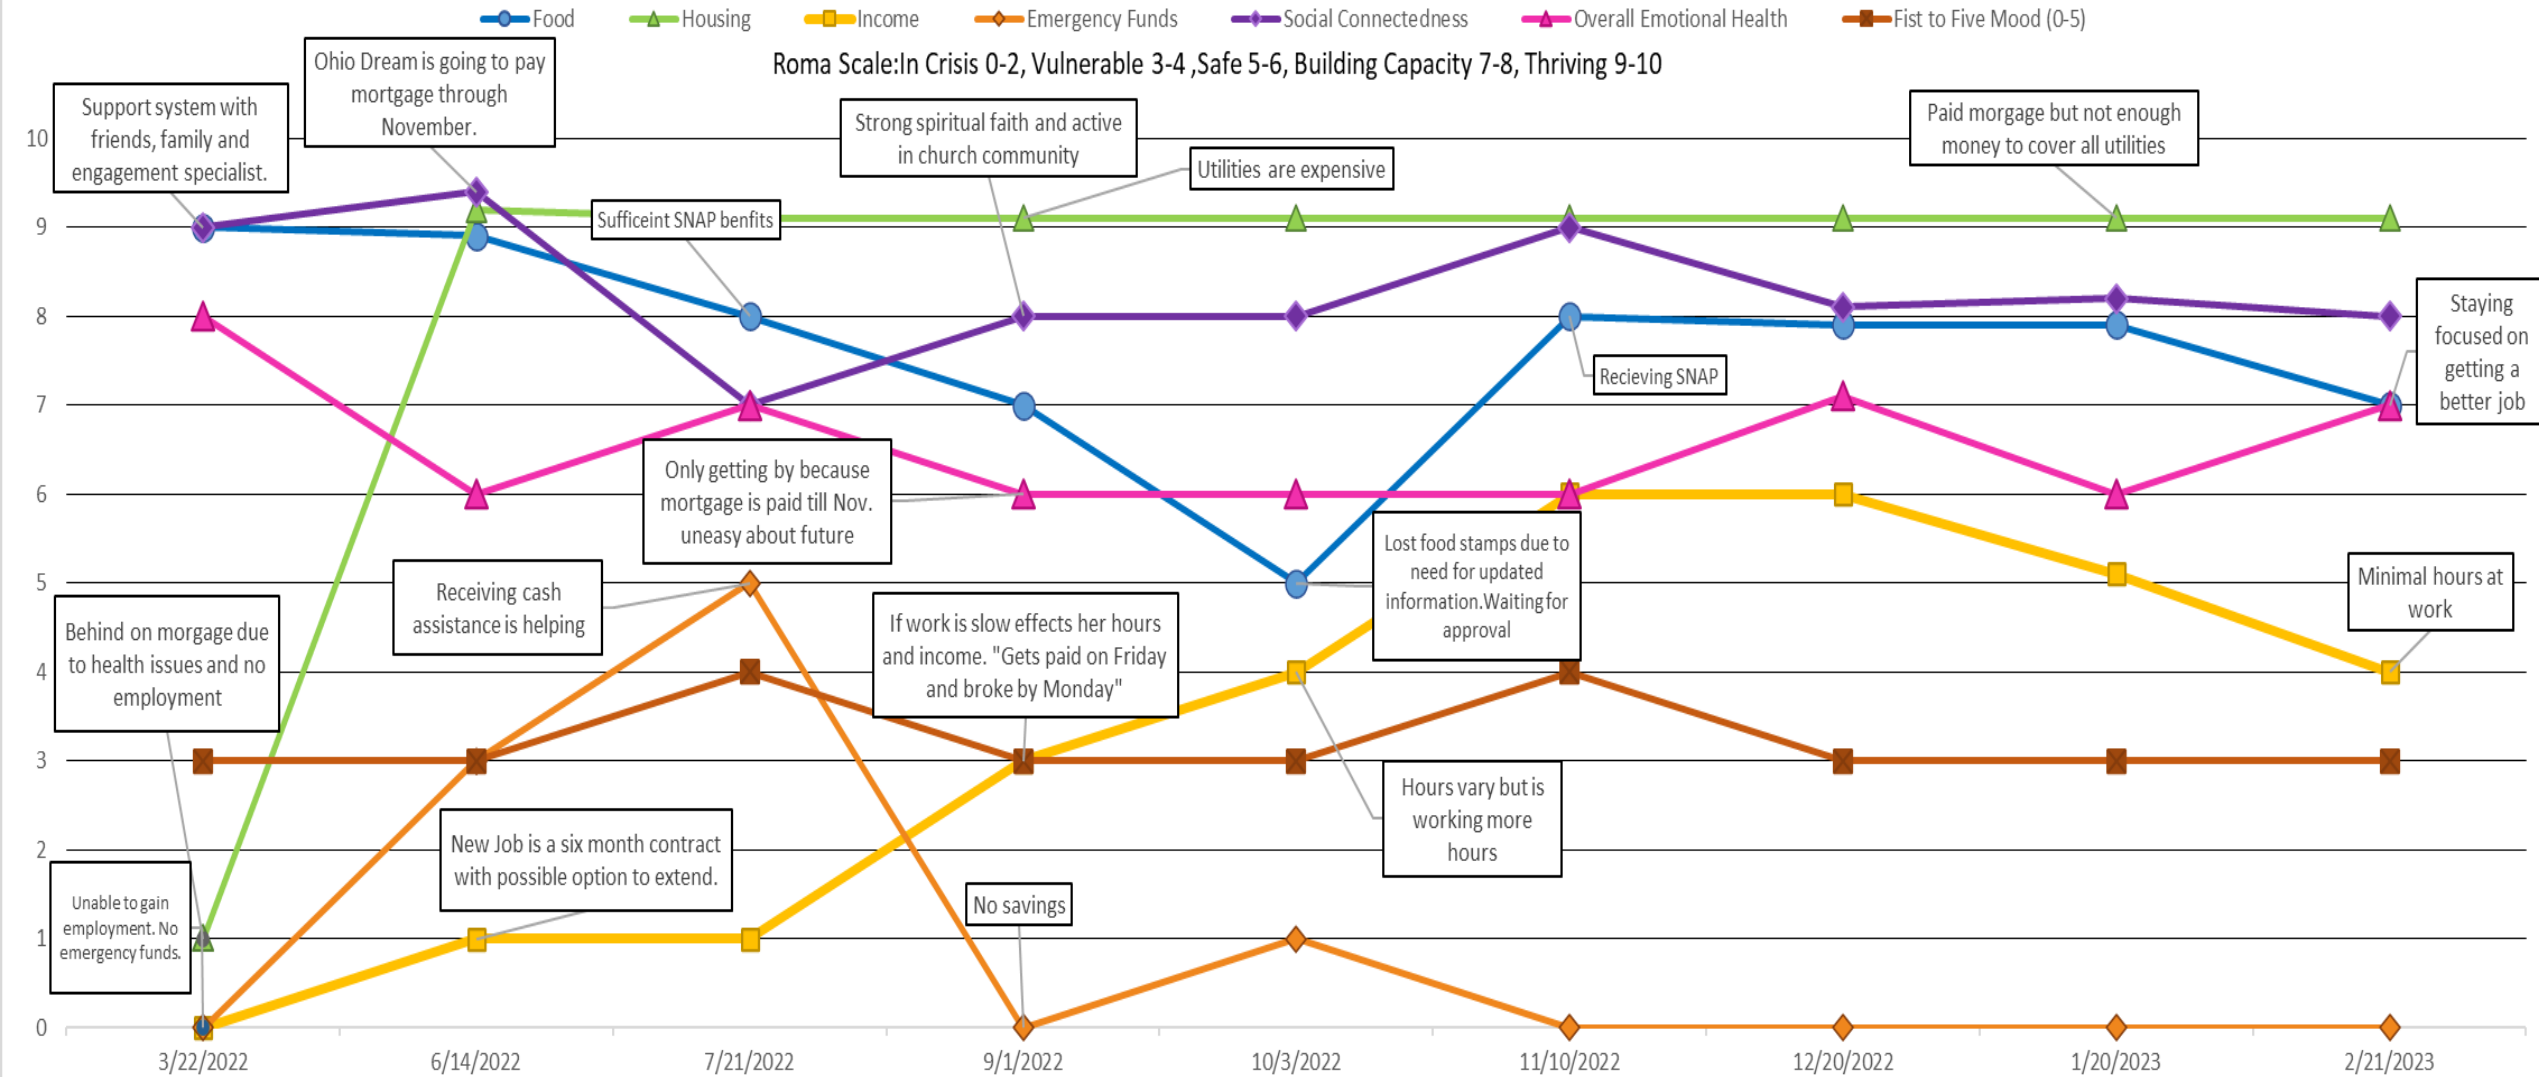 Food Housing Income Emergency Funds Social Connectedness Overall Emotional Health Fist to Five Mood (0-5)
Roma Scale:In Crisis 0-2, Vulnerable 3-4 ,Safe 5-6, Building Capacity 7-8, Thriving 9-10
Support system with
friends, family and
engagement specialist.
Ohio Dream is going to pay
mortgage through
November.
Sufficeint SNAP benfits
Strong spiritual faith and active
in church community
Utilities are expensive
Paid morgage but not enough
money to cover all utilities
Recieving SNAP
Staying
focused on
getting a
better job
Only getting by because
mortgage is paid till Nov.
uneasy about future
Lost food stamps due to
need for updated
information.Waiting for
approval
Receiving cash
assistance is helping
Behind on morgage due
to health issues and no
employment
If work is slow effects her hours
and income. "Gets paid on Friday
and broke by Monday"
Minimal hours at
work
Hours vary but is
working more
hours
New Job is a six month contract
with possible option to extend.
Unable to gain
employment. No
emergency funds.
No savings
10
9
8
7
6
5
4
3
2
1
0
3/22/2022 6/14/2022 7/21/2022 9/1/2022 10/3/2022 11/10/2022 12/20/2022 1/20/2023 2/21/2023